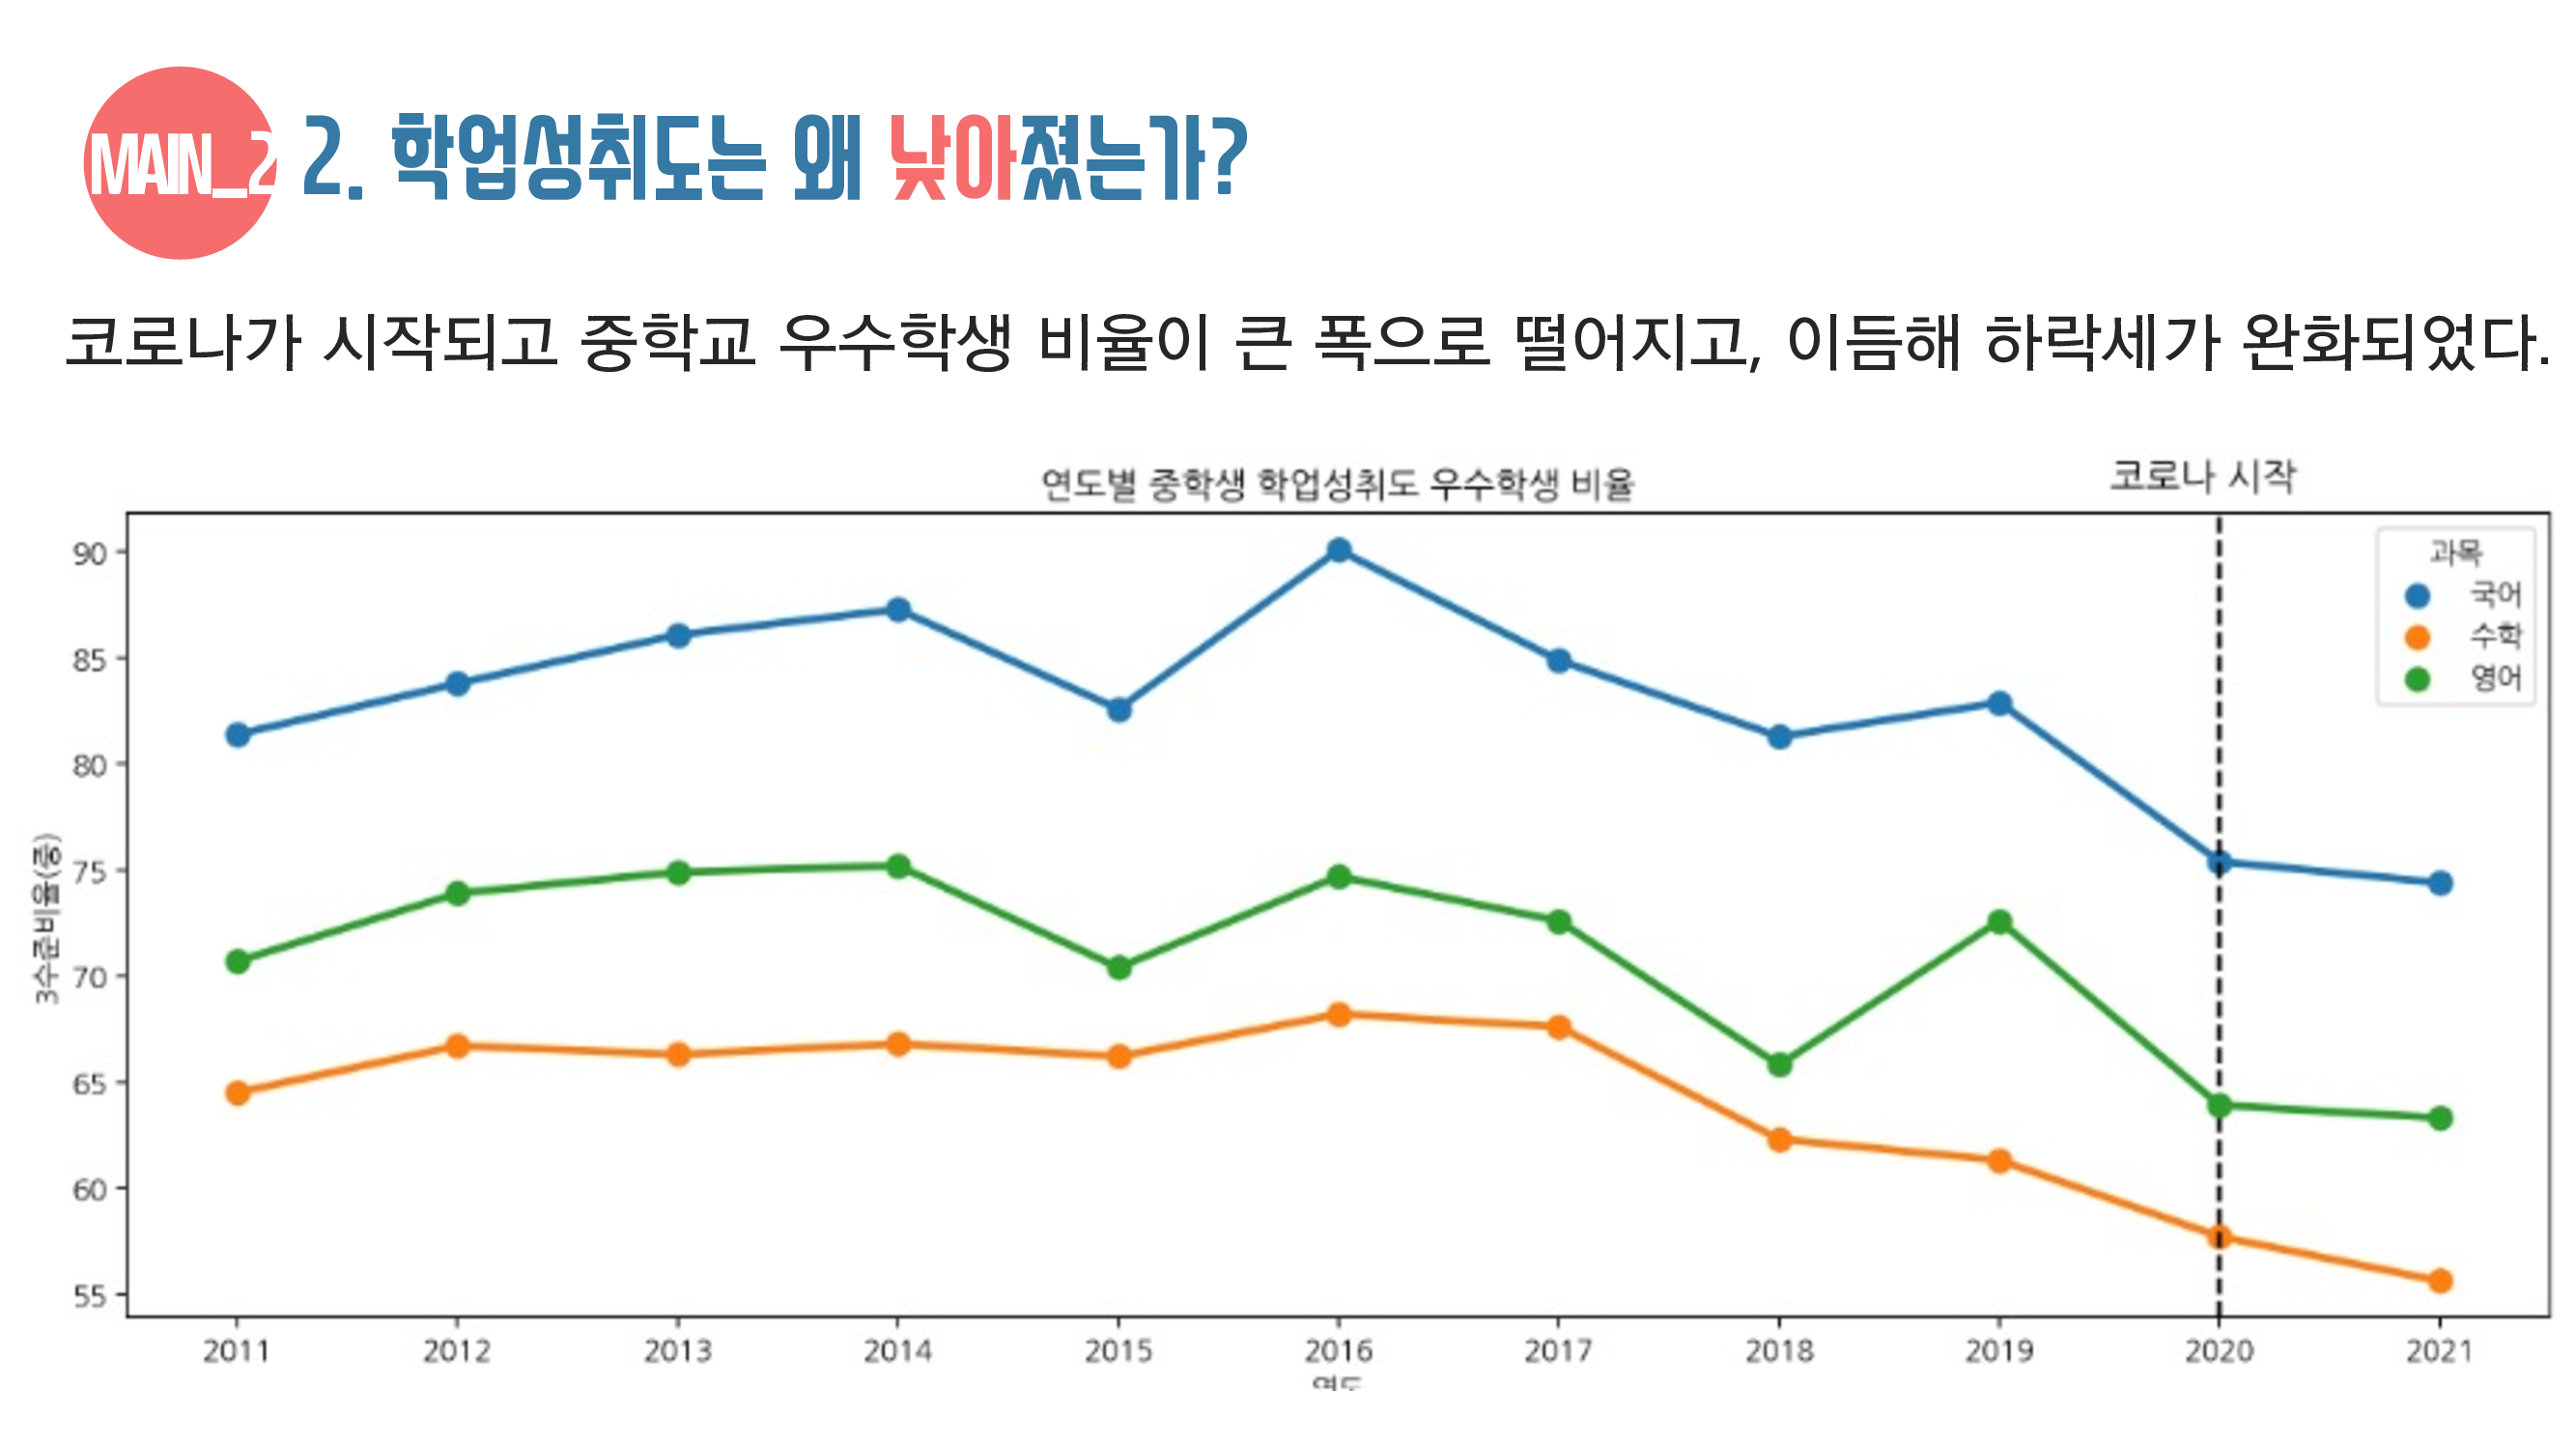 MAIN_2
2. 학업성취도는 왜 낮아졌는가?
코로나가 시작되고 중학교 우수학생 비율이 큰 폭으로 떨어지고, 이듬해 하락세가 완화되었다.
연도별 중학생 학업성취도 우수학생 비율
코로나 시작
과목
국어
수학
영어
3수준비율(중)
90
85
80
75
70
65
60
55
2011 2012 2013 2014 2015 2016 2017 2018 2019 2020 2021
연도